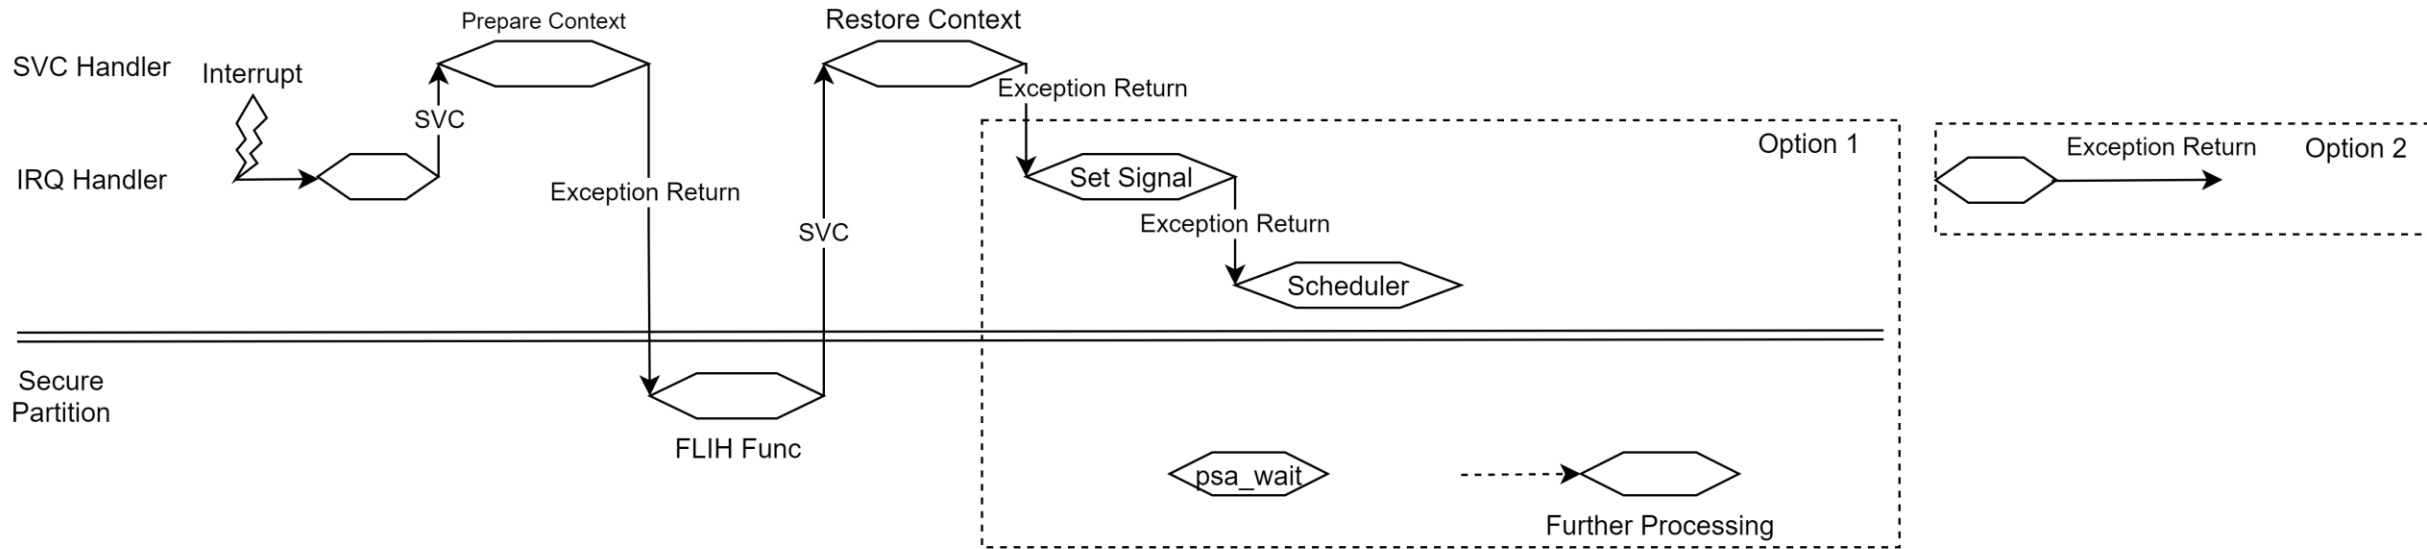 Prepare Context
Restore Context
SVC Handler
Interrupt
Exception Return
SVC
Option 1
Exception Return
Option 2
IRQ Handler
Set Signal
Exception Return
SVC
Exception Return
Scheduler
Secure
Partition
FLIH Func
psa_wait
Further Processing